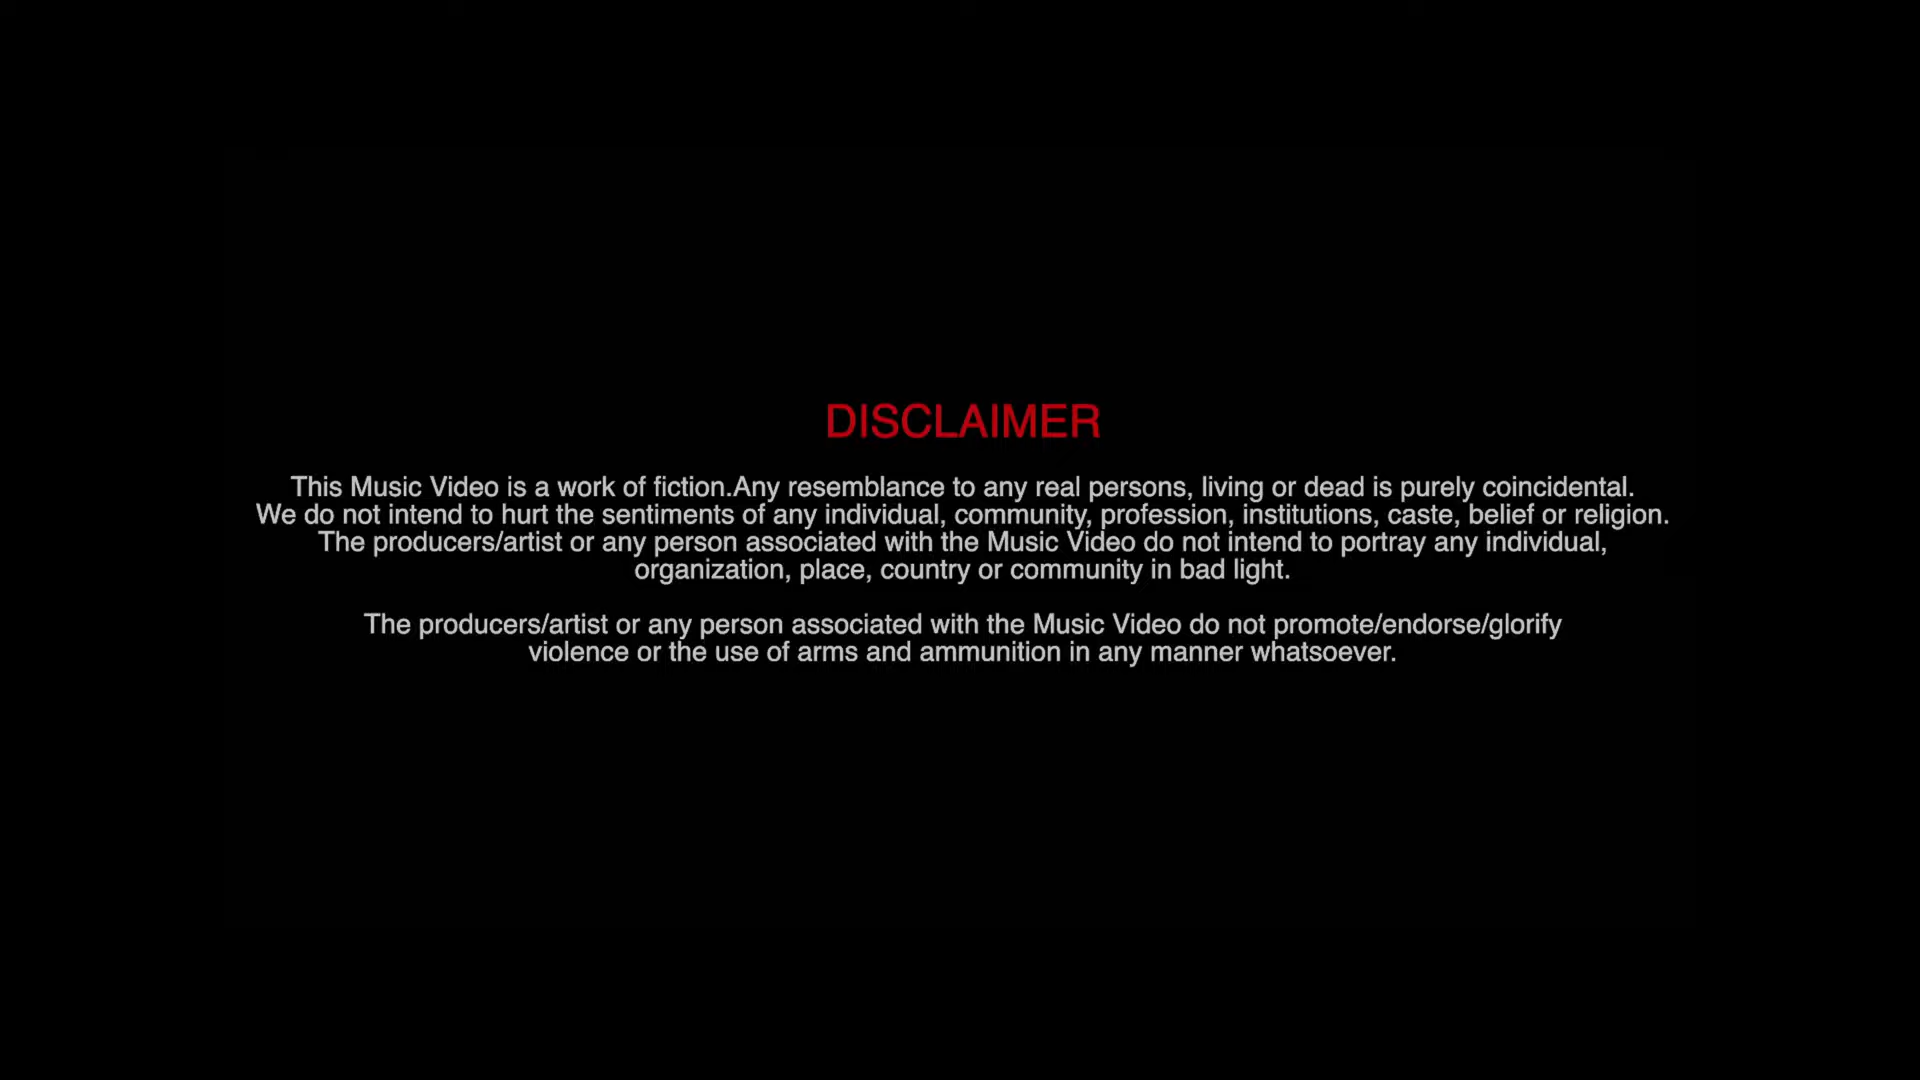 DISCLAIMER
This Music Video is a work of fiction.Any resemblance to any real persons, living or dead is purely coincidental.
We do not intend to hurt the sentiments of any individual, community, profession, institutions, caste, belief or religion.
The producers/artist or any person associated with the Music Video do not intend to portray any individual,
organization, place, country or community in bad light.
The producers/artist or any person associated with the Music Video do not promote/endorse/glorify
violence or the use of arms and ammunition in any manner whatsoever.